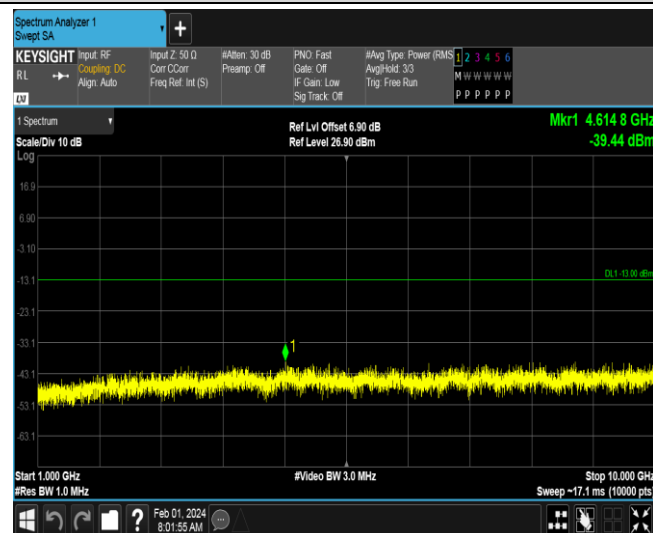 Spectrum Analyzer 1
Swept SA
+
KEYSIGHT
RL
LXI
Input: RF
Coupling: DC
Align: Auto
Input Z: 50 Ω
Corr CCorr
Freq Ref: Int (S)
#Atten: 30 dB
Preamp: Off
PNO: Fast
Gate: Off
IF Gain: Low
Sig Track: Off
#Avg Type: Power (RMS
Avg|Hold: 3/3
Trig: Free Run
1 2 3 4 5 6
M W W W W W
P P P P P P
1 Spectrum
Scale/Div 10 dB
Ref Lvl Offset 6.90 dB
Ref Level 26.90 dBm
Mkr1 4.614 8 GHz
-39.44 dBm
Log
16.9
6.90
-3.10
-13.1
DL1 -13.00 dBm
-23.1
-33.1
1
-43.1
-53.1
-63.1
Start 1.000 GHz
#Res BW 1.0 MHz
#Video BW 3.0 MHz
Stop 10.000 GHz
Sweep ~17.1 ms (10000 pts)
?
Feb 01, 2024
8:01:55 AM